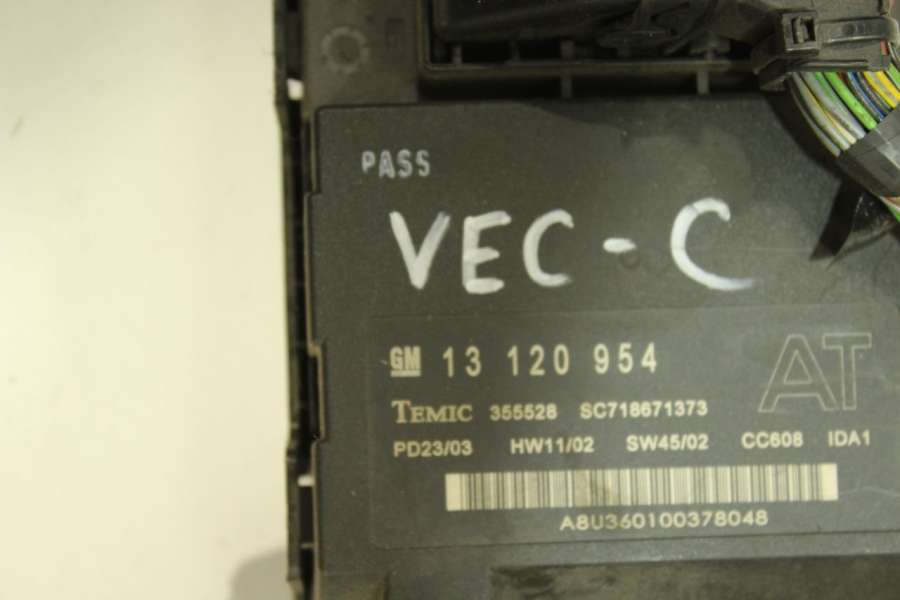 PASS
VEC-C
GM 13 120 954 AT
TEMIC 355528 SC718671373
PD23/03 HW11/02 SW45/02 CC608 IDA1
A8U360100378048